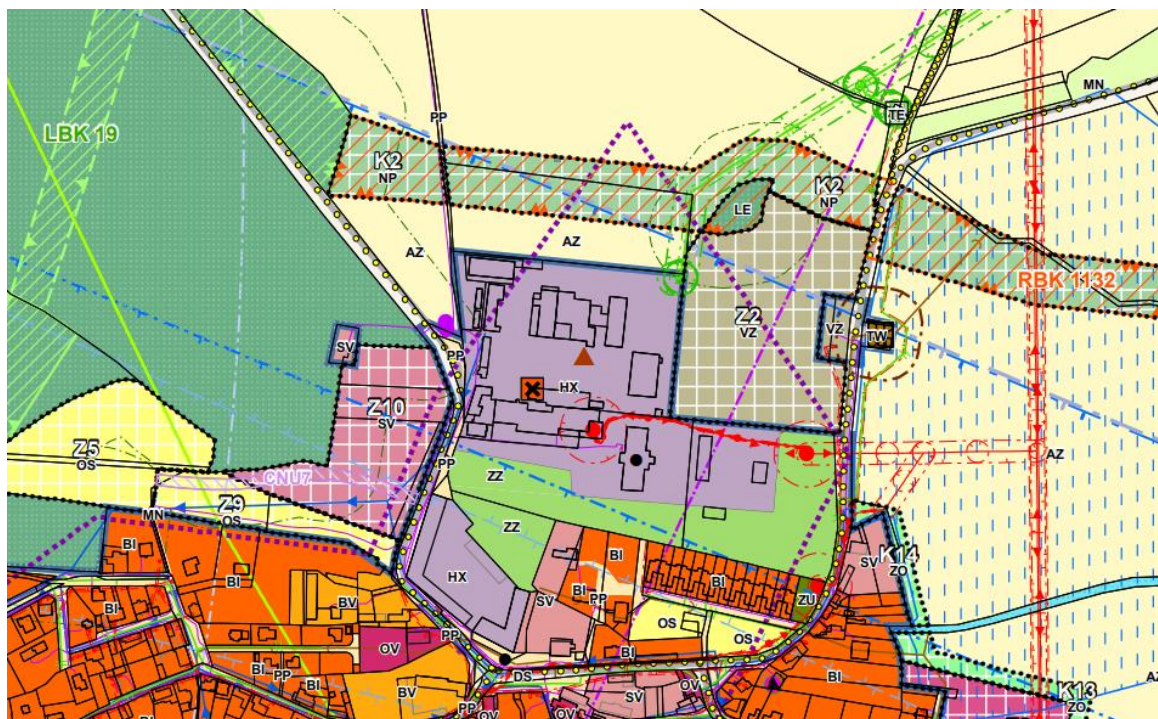 MN
TE
LBK 19
PP
K2
NP
K2
NP
LE
AZ
AZ
RBK 1132
Z2
VZ
VZ
TW
SV
PP
HX
Z10
SV
Z5
OS
AZ
PP
ZZ
CNU7
Z9
OS
MN
ZZ
BI
BI
HX
SV
K14
ZO
BI
BI
ZU
BI
BV
SV
PP
OS
OS
PP
OV
BI
BI
BI
PP
BI
BV
DS
SV
OV
BI
K13
ZO
AZ
PP
OV
OV
BI